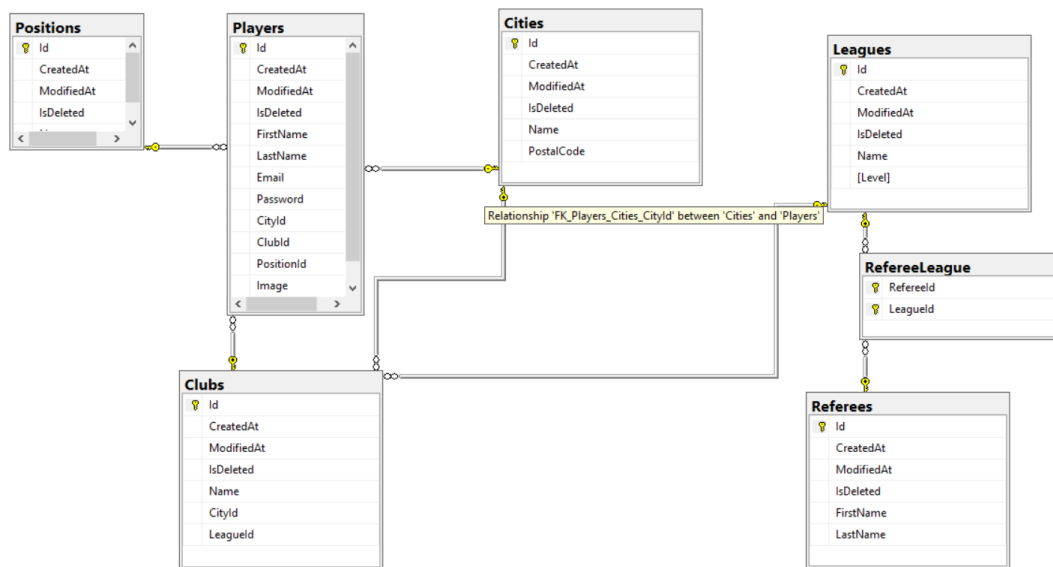 Positions
Id
CreatedAt
ModifiedAt
IsDeleted
Players
Id
CreatedAt
ModifiedAt
IsDeleted
FirstName
LastName
Email
Password
CityId
ClubId
PositionId
Image
Cities
Id
CreatedAt
ModifiedAt
IsDeleted
Name
PostalCode
Relationship 'FK_Players_Cities_CityId' between 'Cities' and 'Players'
Leagues
Id
CreatedAt
ModifiedAt
IsDeleted
Name
[Level]
RefereeLeague
RefereeId
LeagueId
Clubs
Id
CreatedAt
ModifiedAt
IsDeleted
Name
CityId
LeagueId
Referees
Id
CreatedAt
ModifiedAt
IsDeleted
FirstName
LastName